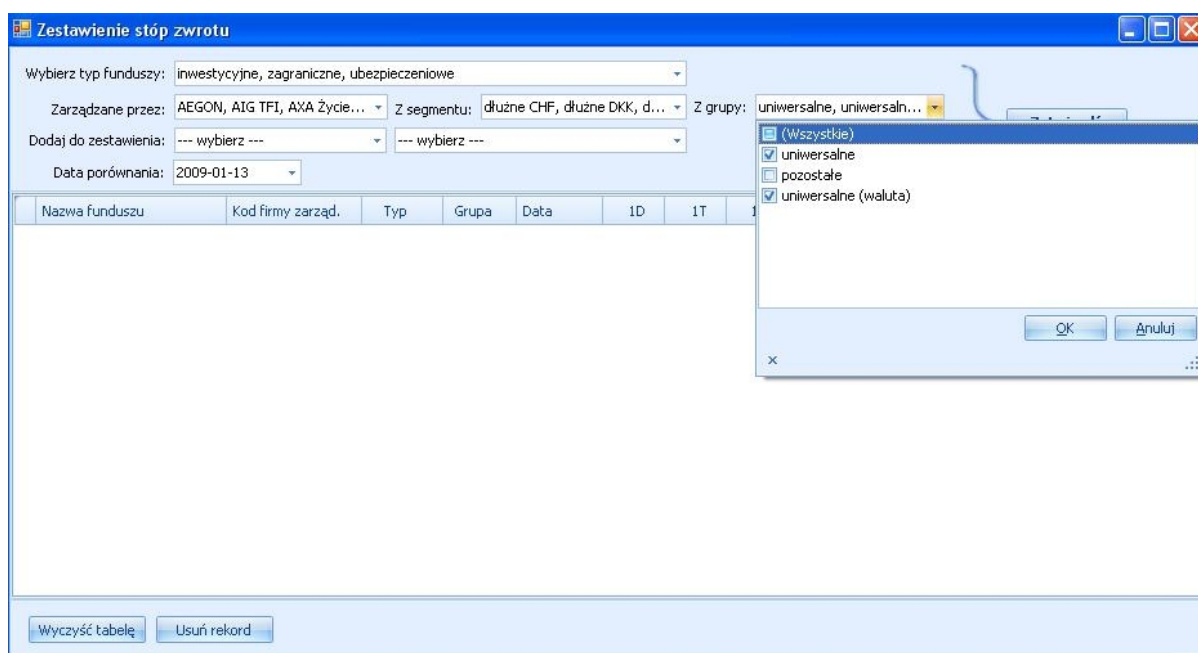 Zestawienie stóp zwrotu
Wybierz typ funduszy: inwestycyjne, zagraniczne, ubezpieczeniowe
Zarządzane przez: AEGON, AIG TFI, AXA Życie... Z segmentu: dłużne CHF, dłużne DKK, d... Z grupy: uniwersalne, uniwersaln...
(Wszystkie)
Dodaj do zestawienia: --- wybierz --- --- wybierz ---
uniwersalne
Data porównania: 2009-01-13
pozostałe
uniwersalne (waluta)
Nazwa funduszu Kod firmy zarząd. Typ Grupa Data 1D 1T
OK Anuluj
Wyczyść tabelę Usuń rekord